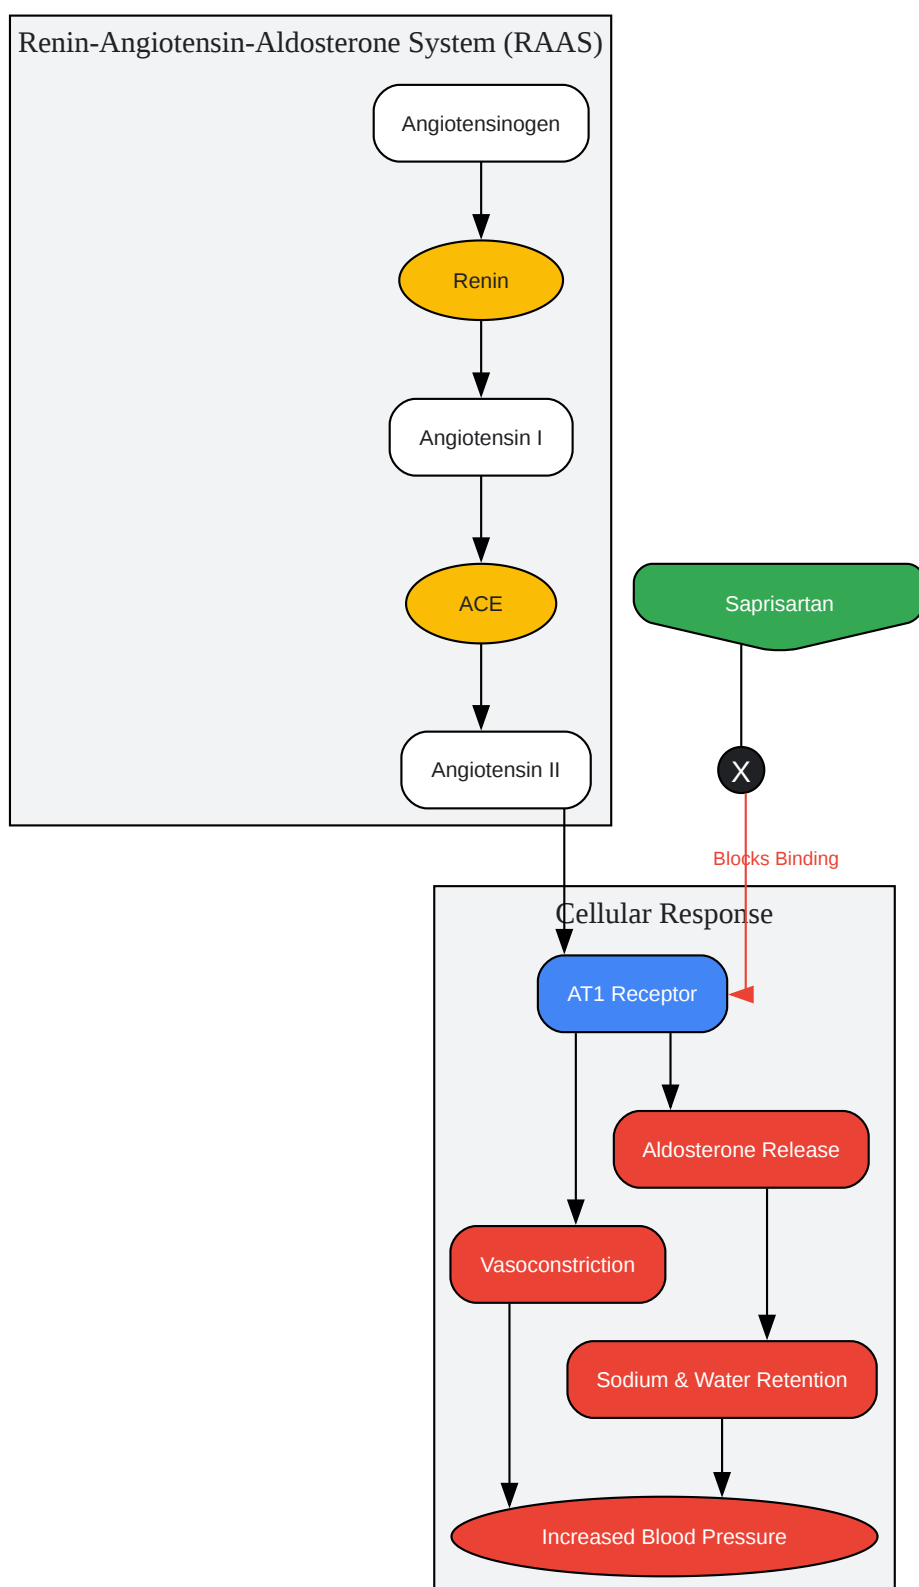 Renin-Angiotensin-Aldosterone System (RAAS)
Angiotensinogen
Renin
Angiotensin I
ACE
Saprisartan
Angiotensin II
X
Blocks Binding
Cellular Response
AT1 Receptor
Aldosterone Release
Vasoconstriction
Sodium & Water Retention
Increased Blood Pressure